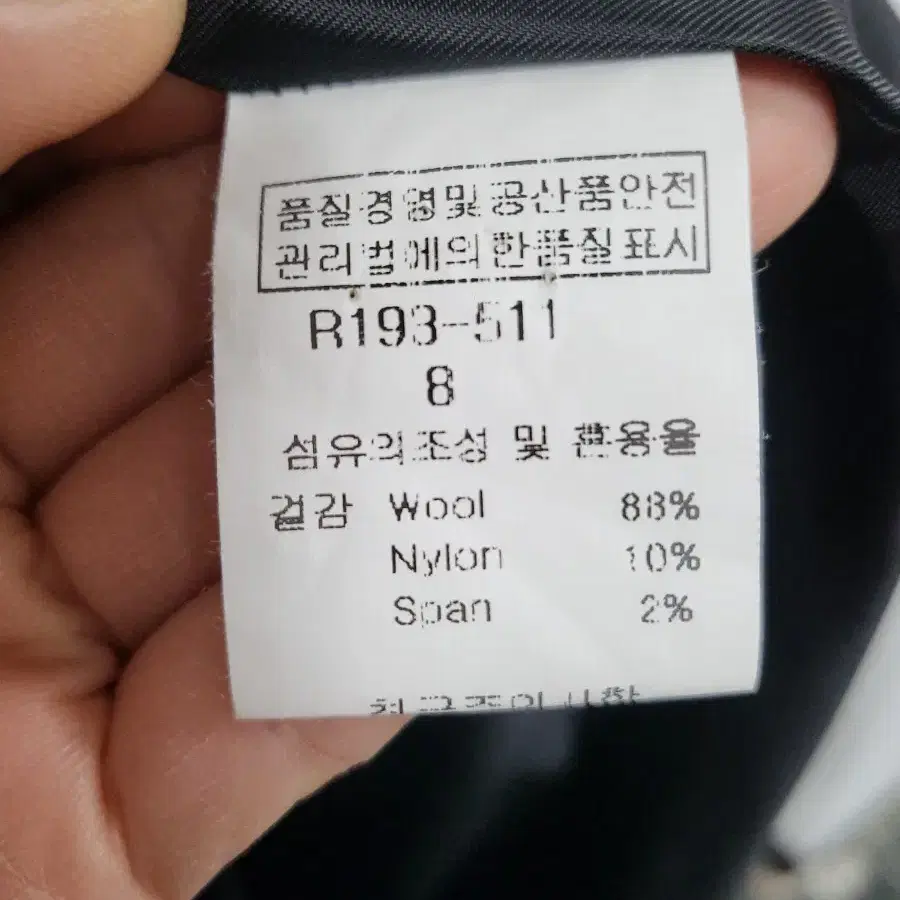 품질경영및공산품안전
관리법에의한품질표시
R193-511
8
섬유의조성 및 혼용율
겉감 Wool 88%
Nylon 10%
Span 2%